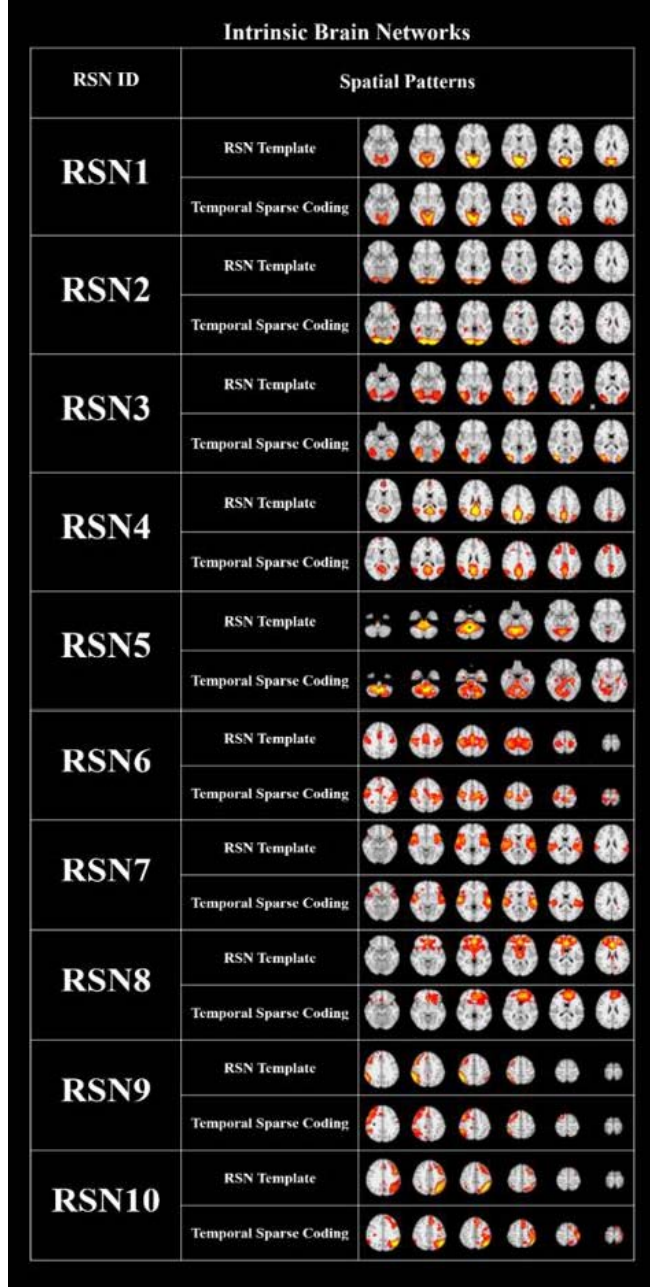 Intrinsic Brain Networks
RSN ID
Spatial Patterns
RSN1
RSN Template
Temporal Sparse Coding
RSN2
RSN Template
Temporal Sparse Coding
RSN3
RSN Template
Temporal Sparse Coding
RSN4
RSN Template
Temporal Sparse Coding
RSN5
RSN Template
Temporal Sparse Coding
RSN6
RSN Template
Temporal Sparse Coding
RSN7
RSN Template
Temporal Sparse Coding
RSN8
RSN Template
Temporal Sparse Coding
RSN9
RSN Template
Temporal Sparse Coding
RSN10
RSN Template
Temporal Sparse Coding